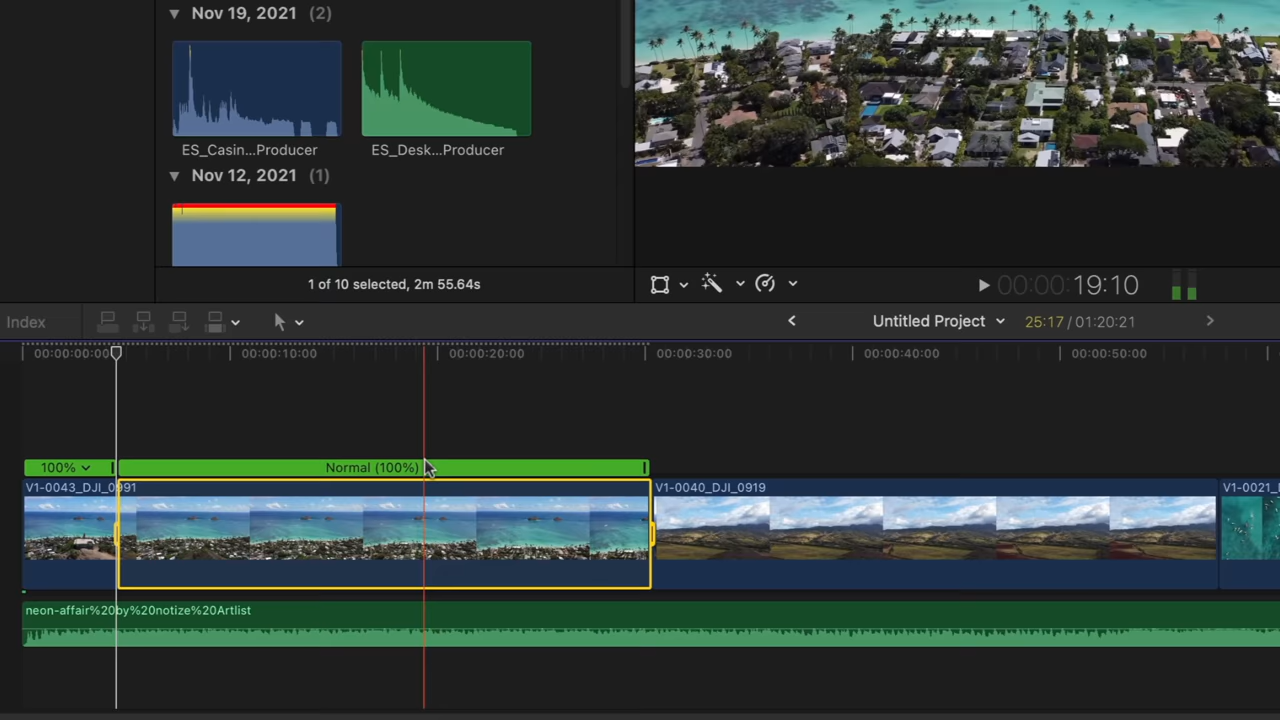 Nov 19, 2021 (2)
ES_Casin...Producer
ES_Desk...Producer
Nov 12, 2021 (1)
1 of 10 selected, 2m 55.64s
00:00:00:19:10
Index
Untitled Project
25:17 / 01:20:21
00:00:00:00
00:00:10:00
00:00:20:00
00:00:30:00
00:00:40:00
00:00:50:00
100%
Normal (100%)
V1-0043_DJI_0991
V1-0040_DJI_0919
V1-0021_
neon-affair%20by%20notize%20Artlist